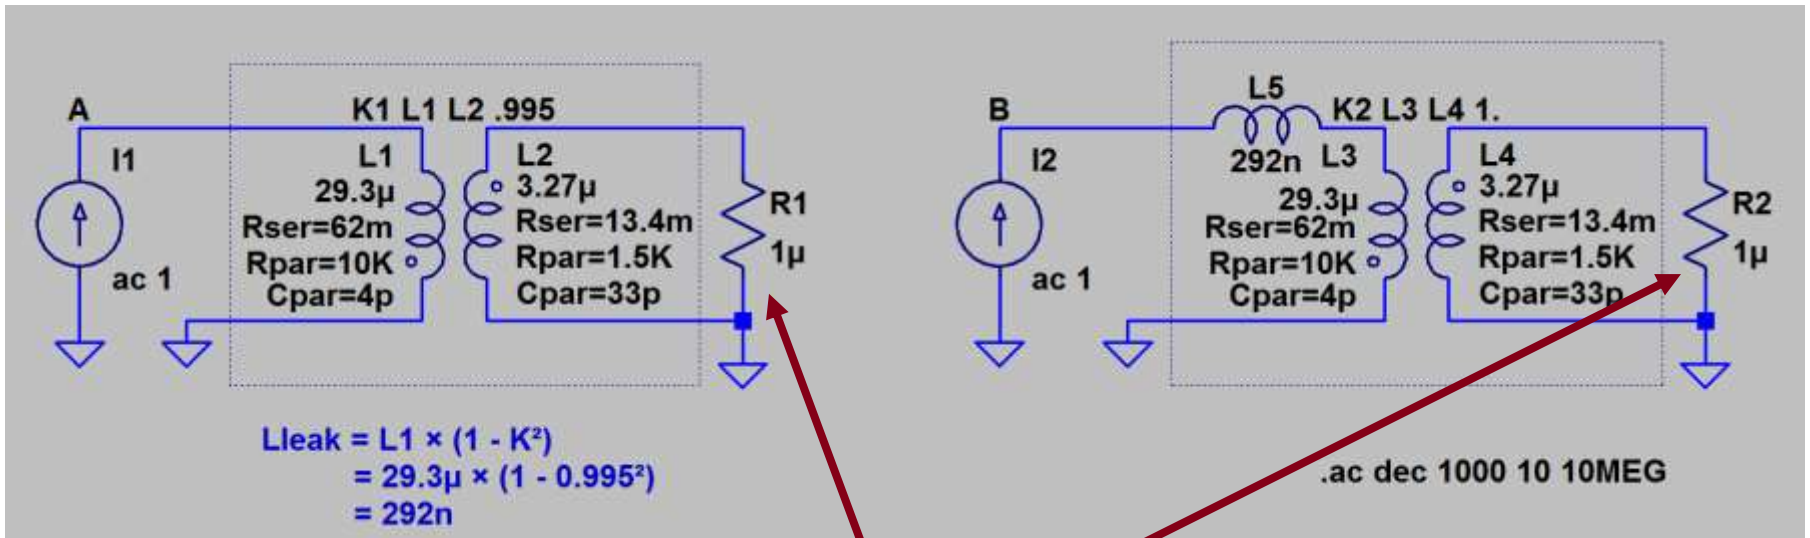 A
K1 L1 L2 .995
I1
ac 1
L1
29.3µ
Rser=62m
Rpar=10K
Cpar=4p
L2
3.27µ
Rser=13.4m
Rpar=1.5K
Cpar=33p
R1
1µ
Lleak = L1 × (1 - K²)
= 29.3µ × (1 - 0.995²)
= 292n
B
L5
292n
K2 L3 L4 1.
I2
ac 1
L3
29.3µ
Rser=62m
Rpar=10K
Cpar=4p
L4
3.27µ
Rser=13.4m
Rpar=1.5K
Cpar=33p
R2
1µ
.ac dec 1000 10 10MEG